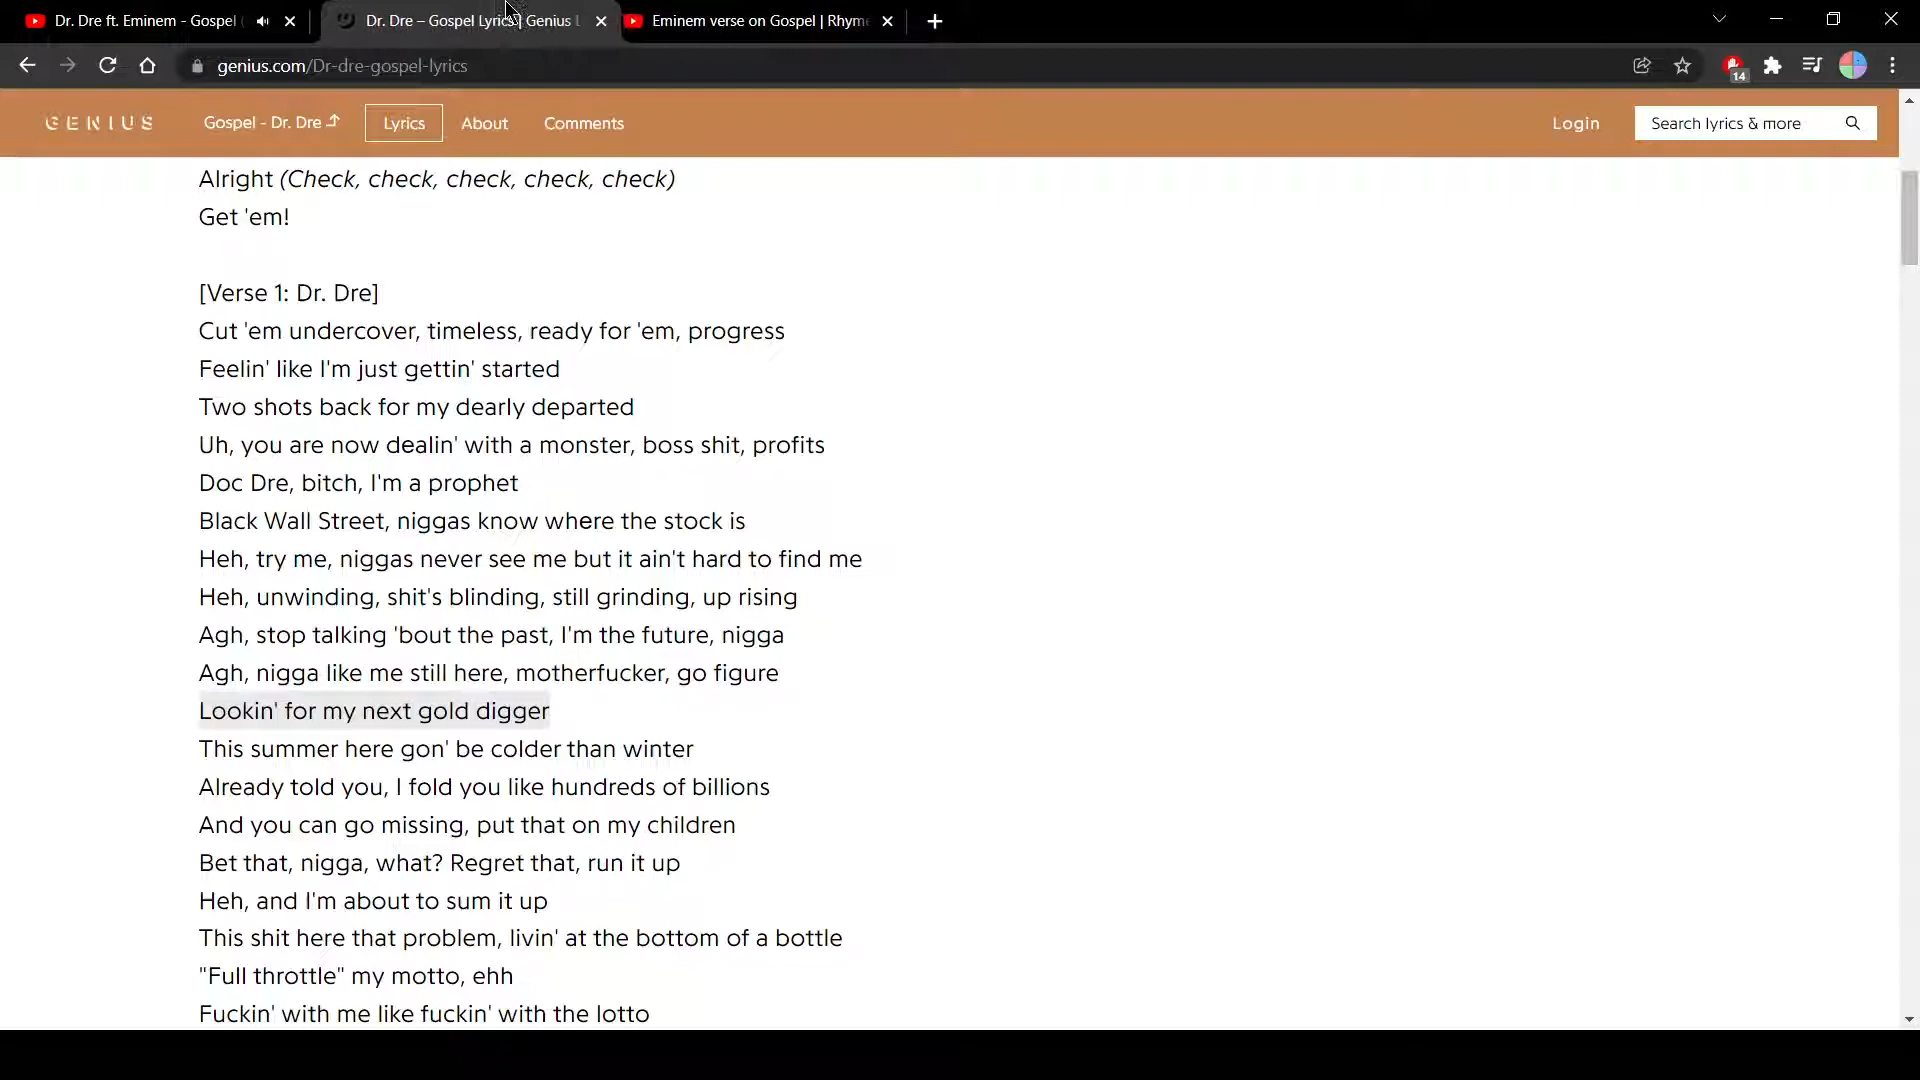 Dr. Dre ft. Eminem - Gospel (
Dr. Dre – Gospel Lyrics | Genius L
Eminem verse on Gospel | Rhyme
genius.com/Dr-dre-gospel-lyrics
14
GENIUS
Gospel - Dr. Dre
Lyrics
About
Comments
Login
Search lyrics & more
Alright (Check, check, check, check, check)
Get 'em!
[Verse 1: Dr. Dre]
Cut 'em undercover, timeless, ready for 'em, progress
Feelin' like I'm just gettin' started
Two shots back for my dearly departed
Uh, you are now dealin' with a monster, boss shit, profits
Doc Dre, bitch, I'm a prophet
Black Wall Street, niggas know where the stock is
Heh, try me, niggas never see me but it ain't hard to find me
Heh, unwinding, shit's blinding, still grinding, up rising
Agh, stop talking 'bout the past, I'm the future, nigga
Agh, nigga like me still here, motherfucker, go figure
Lookin' for my next gold digger
This summer here gon' be colder than winter
Already told you, I fold you like hundreds of billions
And you can go missing, put that on my children
Bet that, nigga, what? Regret that, run it up
Heh, and I'm about to sum it up
This shit here that problem, livin' at the bottom of a bottle
"Full throttle" my motto, ehh
Fuckin' with me like fuckin' with the lotto